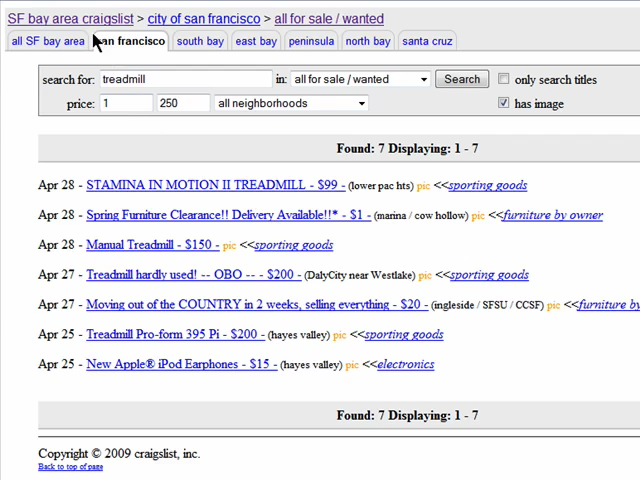 SF bay area craigslist > city of san francisco > all for sale / wanted
all SF bay area san francisco south bay east bay peninsula north bay santa cruz
search for: treadmill in: all for sale / wanted Search only search titles
price: 1 250 all neighborhoods has image
Found: 7 Displaying: 1 - 7
Apr 28 - STAMINA IN MOTION II TREADMILL - $99 - (lower pac hts) pic <<sporting goods
Apr 28 - Spring Furniture Clearance!! Delivery Available!!* - $1 - (marina / cow hollow) pic <<furniture by owner
Apr 28 - Manual Treadmill - $150 - pic <<sporting goods
Apr 27 - Treadmill hardly used! -- OBO -- - $200 - (DalyCity near Westlake) pic <<sporting goods
Apr 27 - Moving out of the COUNTRY in 2 weeks, selling everything - $20 - (ingleside / SFSU / CCSF) pic <<furniture by
Apr 25 - Treadmill Pro-form 395 Pi - $200 - (hayes valley) pic <<sporting goods
Apr 25 - New Apple® iPod Earphones - $15 - (hayes valley) pic <<electronics
Found: 7 Displaying: 1 - 7
Copyright © 2009 craigslist, inc.
Back to top of page